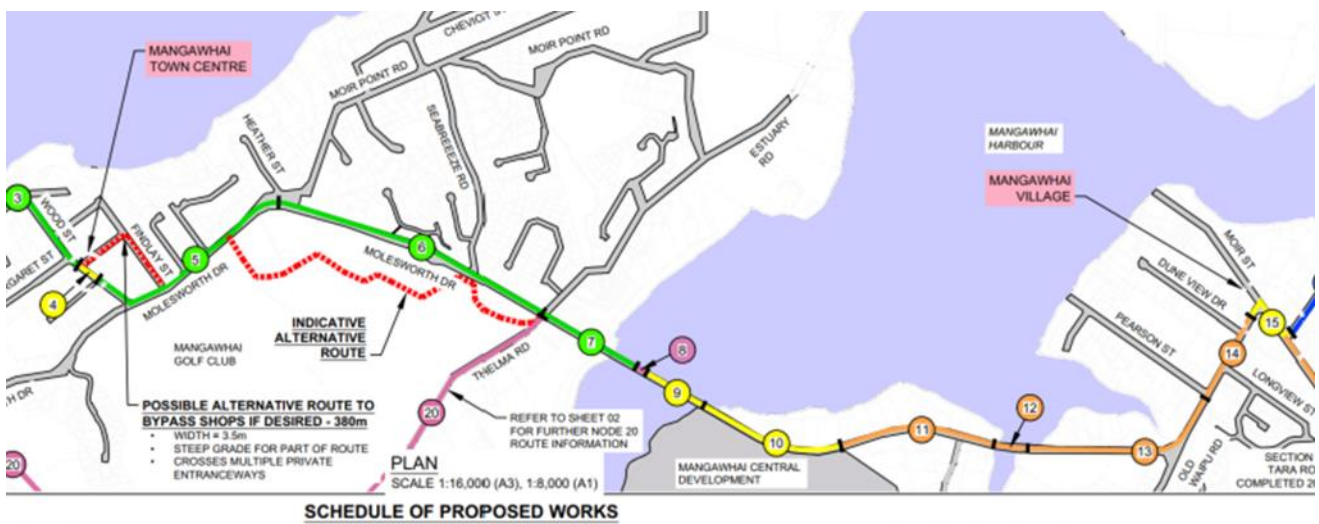 CHEVIOT
MOIR POINT RD
MANGAWHAI
TOWN CENTRE
MOIR POINT RD
HEATHER ST
SEABREEEZE RD
ESTUARY
RD
MANGAWHAI
HARBOUR
MANGAWHAI
VILLAGE
3
WOOD ST
FINDLAY ST
5
6
MOLESWORTH DR
MOIR ST
DUNE VIEW DR
GARET ST
4
MOLESWORTH DR
INDICATIVE
ALTERNATIVE
ROUTE
MANGAWHAI
GOLF CLUB
7
8
THELMA RD
PEARSON ST
15
14
LONGVIEW ST
H DR
POSSIBLE ALTERNATIVE ROUTE TO
BYPASS SHOPS IF DESIRED - 380m
• WIDTH = 3.5m
• STEEP GRADE FOR PART OF ROUTE
• CROSSES MULTIPLE PRIVATE
ENTRANCEWAYS
20
20
REFER TO SHEET 02
FOR FURTHER NODE 20
ROUTE INFORMATION
9
10
11
12
13
OLD
WAIPU RD
MANGAWHAI CENTRAL
DEVELOPMENT
SECTION
TARA RO
COMPLETED 20
PLAN
SCALE 1:16,000 (A3), 1:8,000 (A1)
SCHEDULE OF PROPOSED WORKS